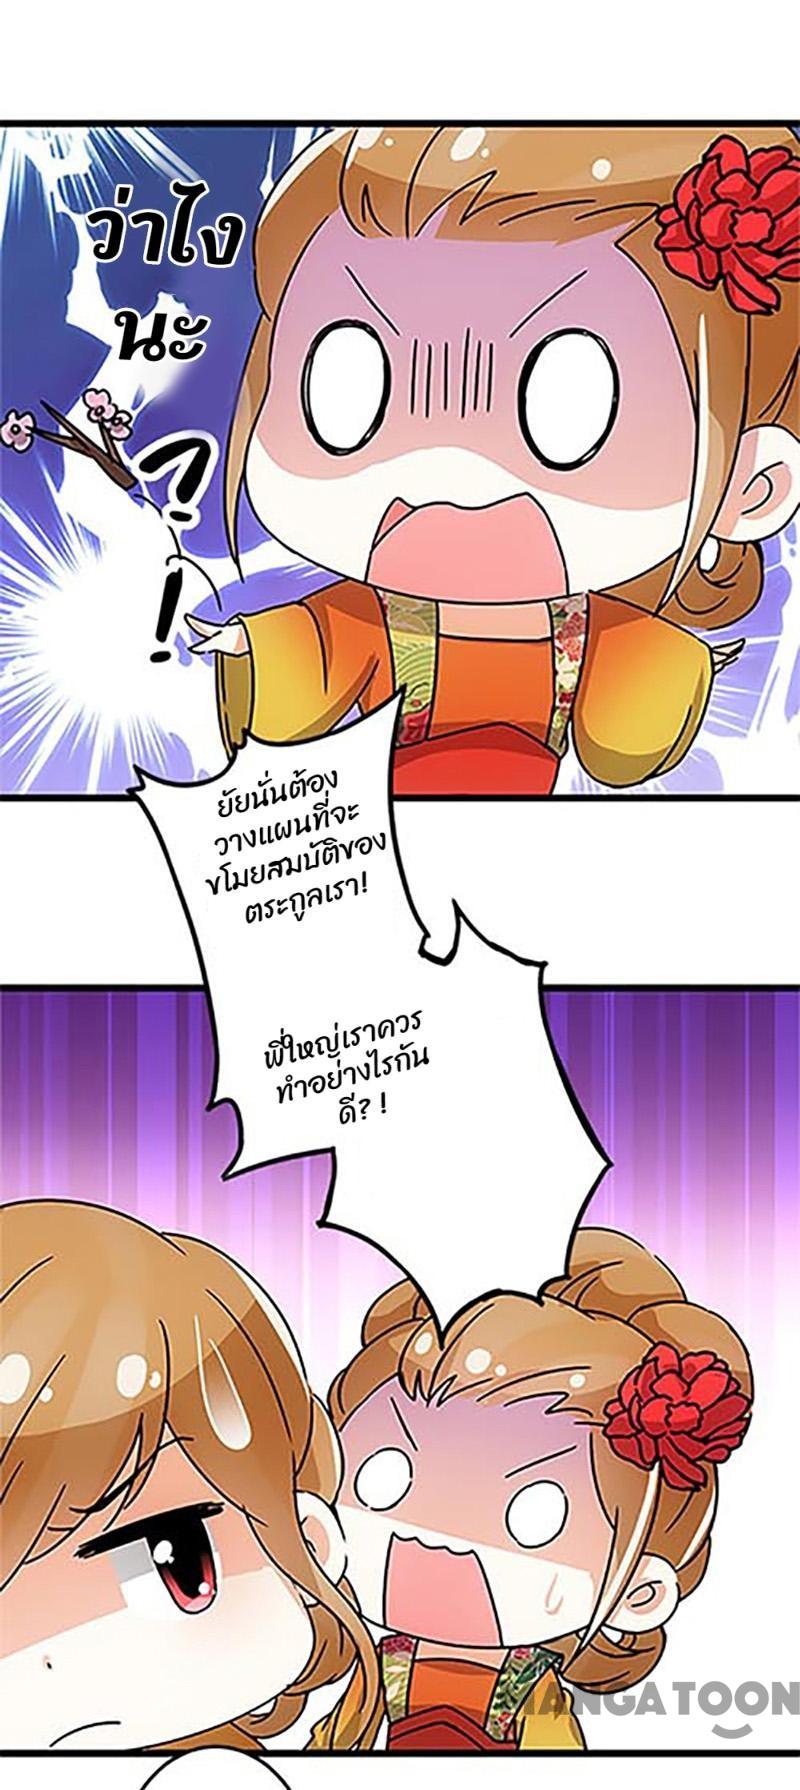 ว่าไง
นะ
?!
ยัยนั่นต้อง
วางแผนที่จะ
ขโมยสมบัติของ
ตระกูลเรา!
พี่ใหญ่เราควร
ทำอย่างไรกัน
ดี?!
MANGATOON